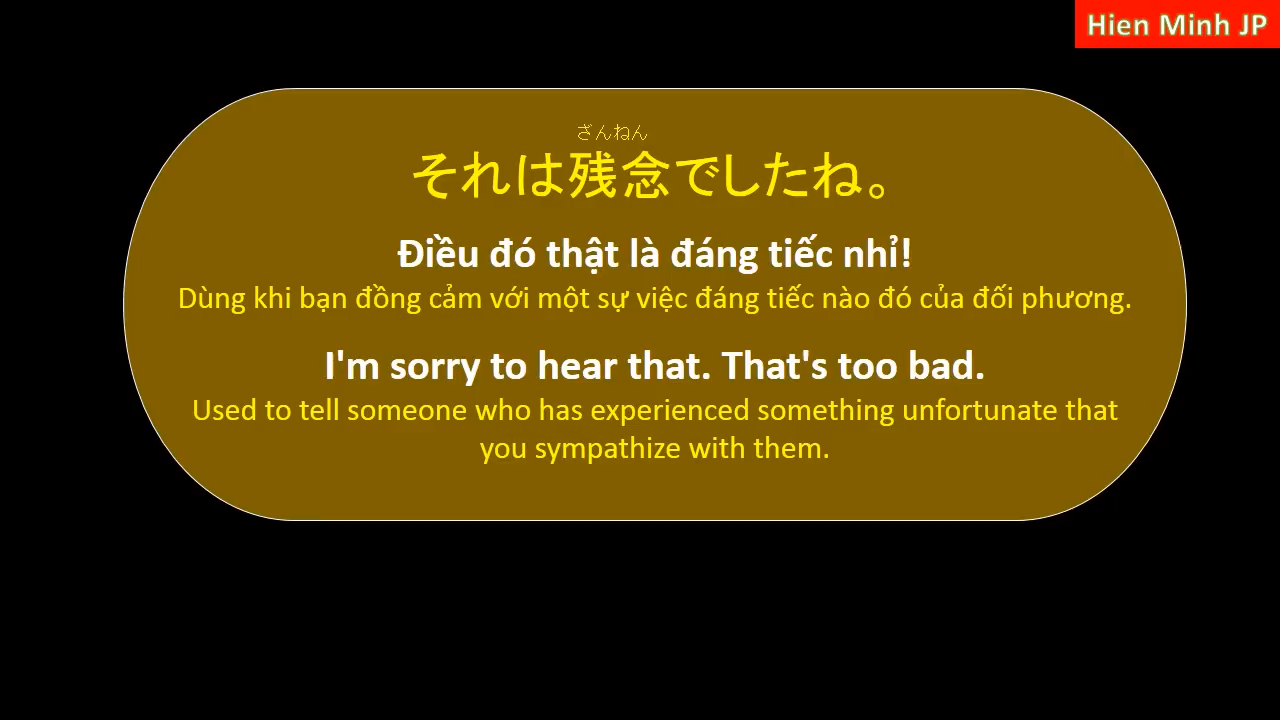 Hien Minh JP
ざんねん
それは残念でしたね。
Điều đó thật là đáng tiếc nhỉ!
Dùng khi bạn đồng cảm với một sự việc đáng tiếc nào đó của đối phương.
I'm sorry to hear that. That's too bad.
Used to tell someone who has experienced something unfortunate that
you sympathize with them.